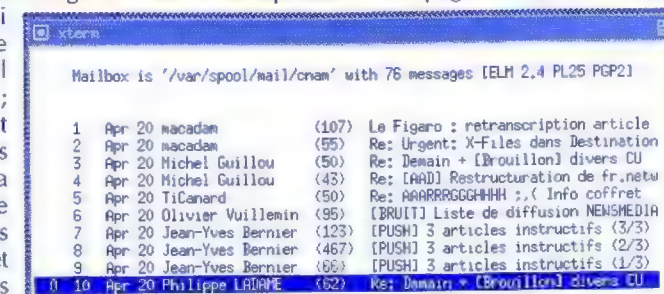 xterm
Mailbox is '/var/spool/mail/cnam' with 76 messages [ELM 2.4 PL25 PGP2]
1 Apr 20 macadam (107) Le Figaro : retranscription article
2 Apr 20 macadam (55) Re: Urgent: X-Files dans Destination
3 Apr 20 Michel Guillou (50) Re: Demain + [Brouillon] divers CU
4 Apr 20 Michel Guillou (43) Re: [AAD] Restructuration de fr.netw
5 Apr 20 TiCanard (50) Re: AAARRRGGGHHHH ;,( Info coffret
6 Apr 20 Olivier Vuillemin (95) [BRUIT] Liste de diffusion NEWSMEDIA
7 Apr 20 Jean-Yves Bernier (123) [PUSH] 3 articles instructifs (3/3)
8 Apr 20 Jean-Yves Bernier (467) [PUSH] 3 articles instructifs (2/3)
9 Apr 20 Jean-Yves Bernier [PUSH] 3 articles instructifs (1/3)
10 Apr 20 Philippe LADAME (62) Re: Demain + [Brouillon] divers CU